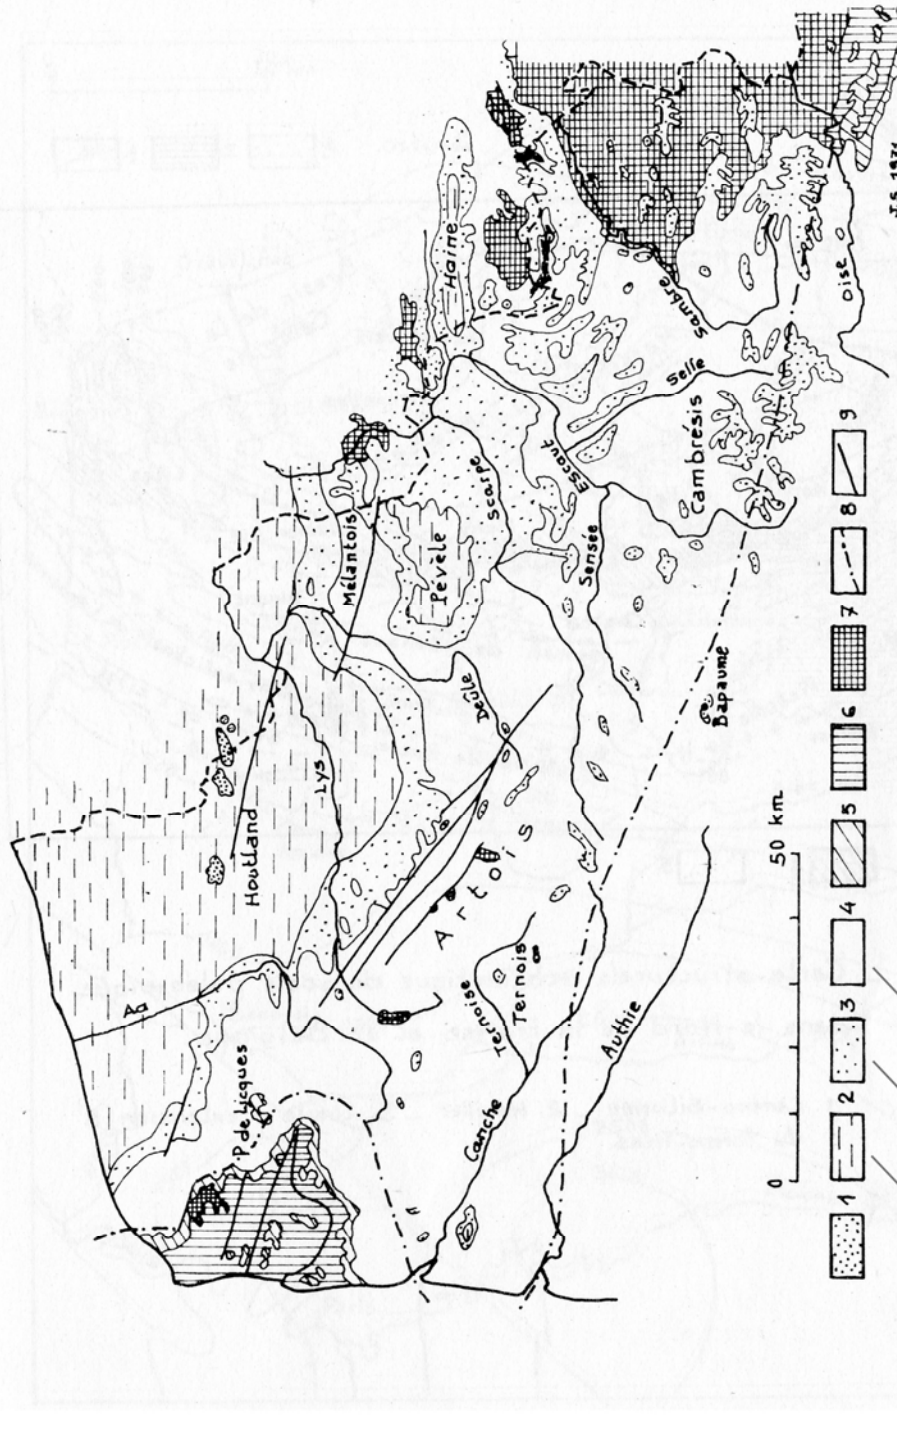 Houtland
Lys
Aa
P. de Licques
Mélantois
Pévèle
Deûle
Scarpe
Haine
Escaut
Sensée
Selle
Sambre
Oise
Cambrésis
Artois
Ternoise
Ternois
Canche
Authie
Bapaume
0 50 km
1 2 3 4 5 6 7 8 9
J.S. 1971